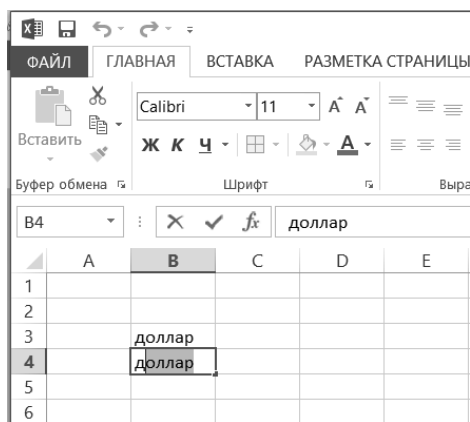 ФАЙЛ ГЛАВНАЯ ВСТАВКА РАЗМЕТКА СТРАНИЦЫ
Calibri 11 A A
Вставить
Ж К Ч A
Буфер обмена Шрифт Выра
B4 fx доллар
A B C D E
1
2
3 доллар
4 доллар
5
6